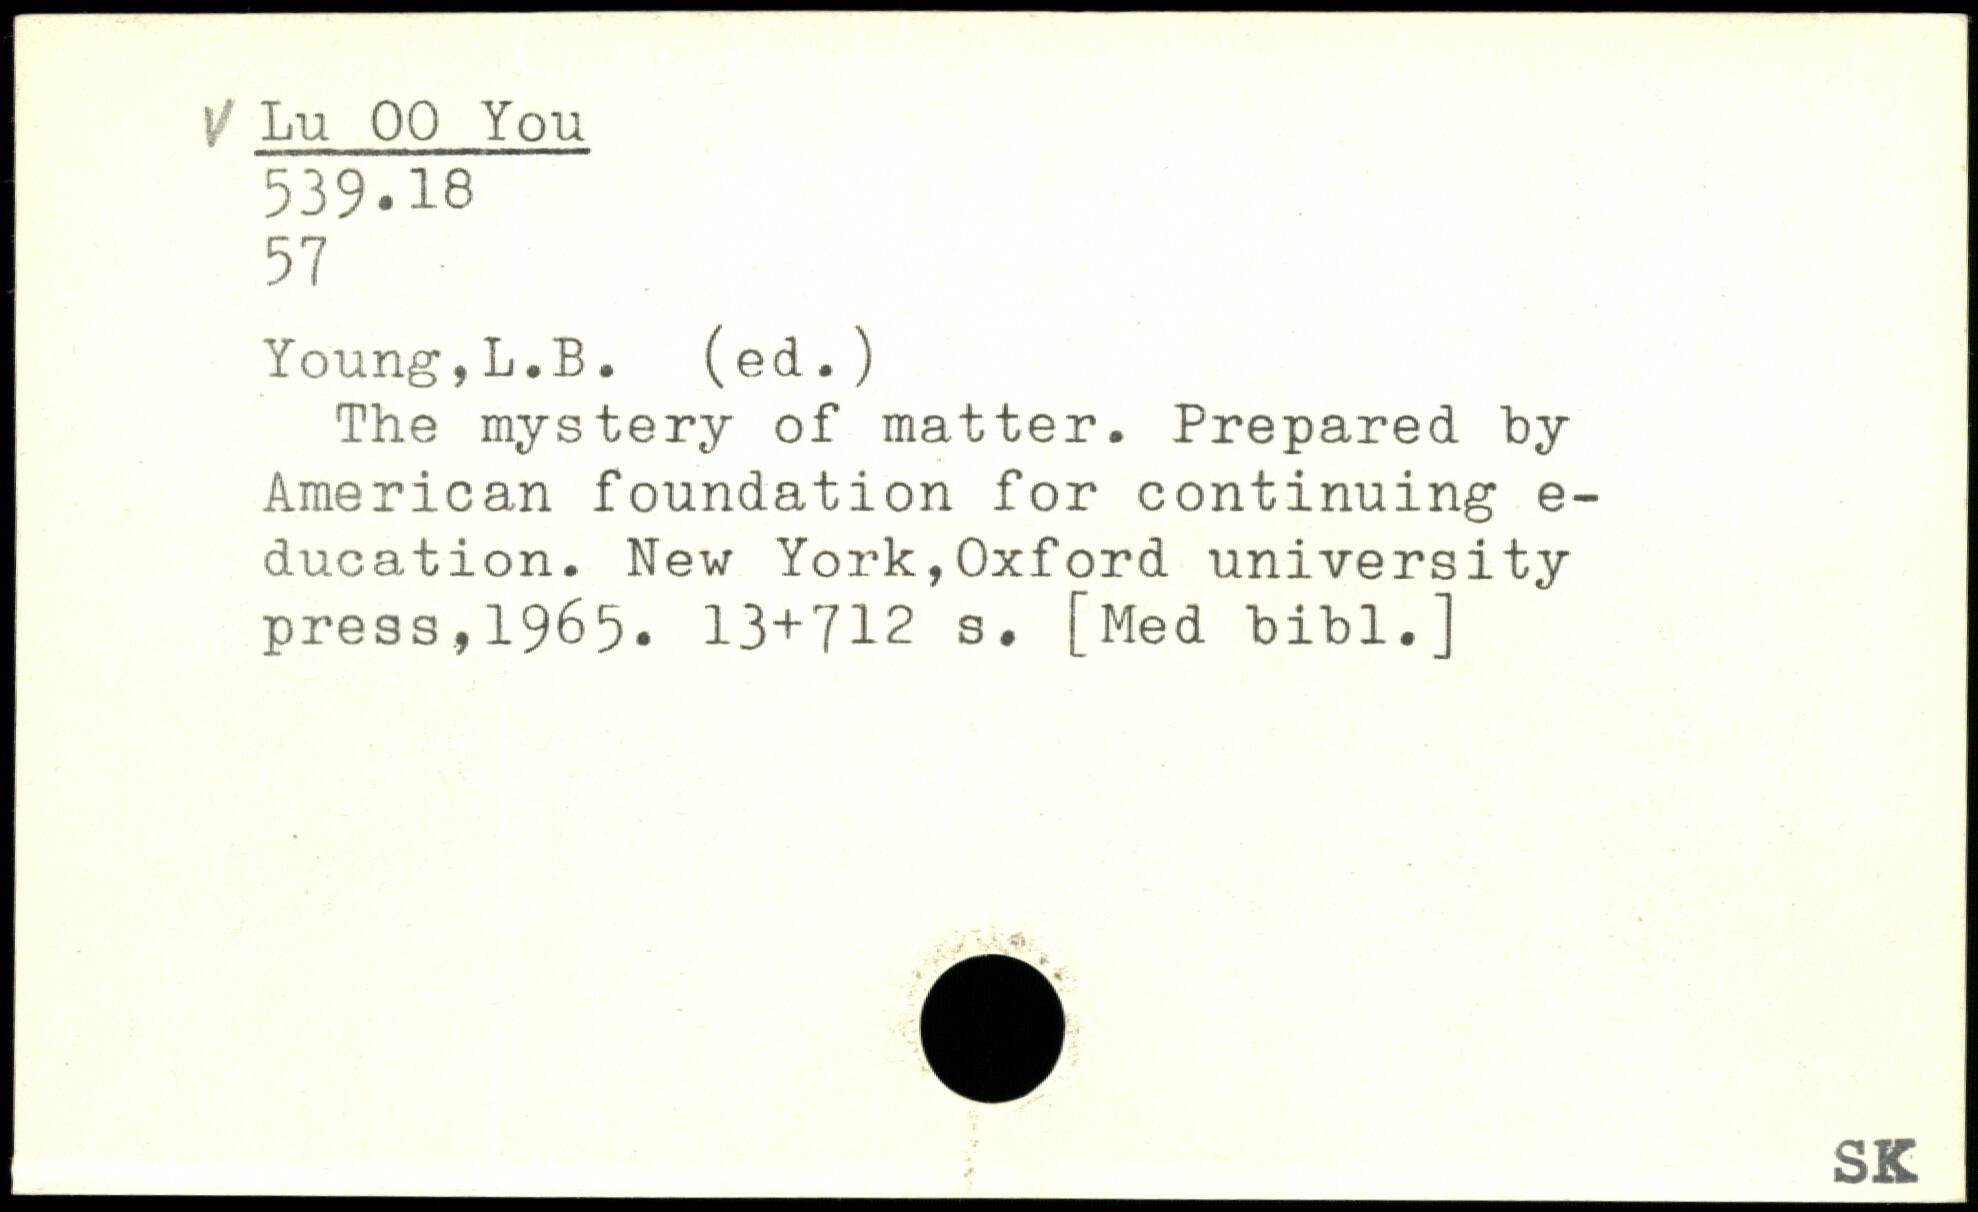 ✓ Lu OO You
539.18
57
Young,L.B. (ed.)
The mystery of matter. Prepared by
American foundation for continuing e-
ducation. New York,Oxford university
press,1965. 13+712 s. [Med bibl.]
SK